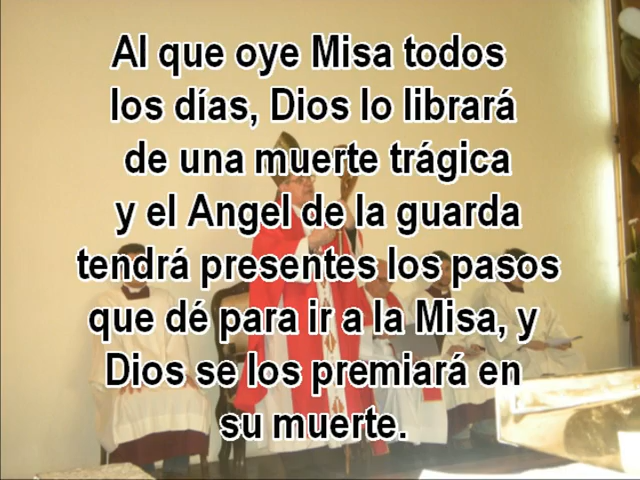 Al que oye Misa todos
los días, Dios lo librará
de una muerte trágica
y el Angel de la guarda
tendrá presentes los pasos
que dé para ir a la Misa, y
Dios se los premiará en
su muerte.